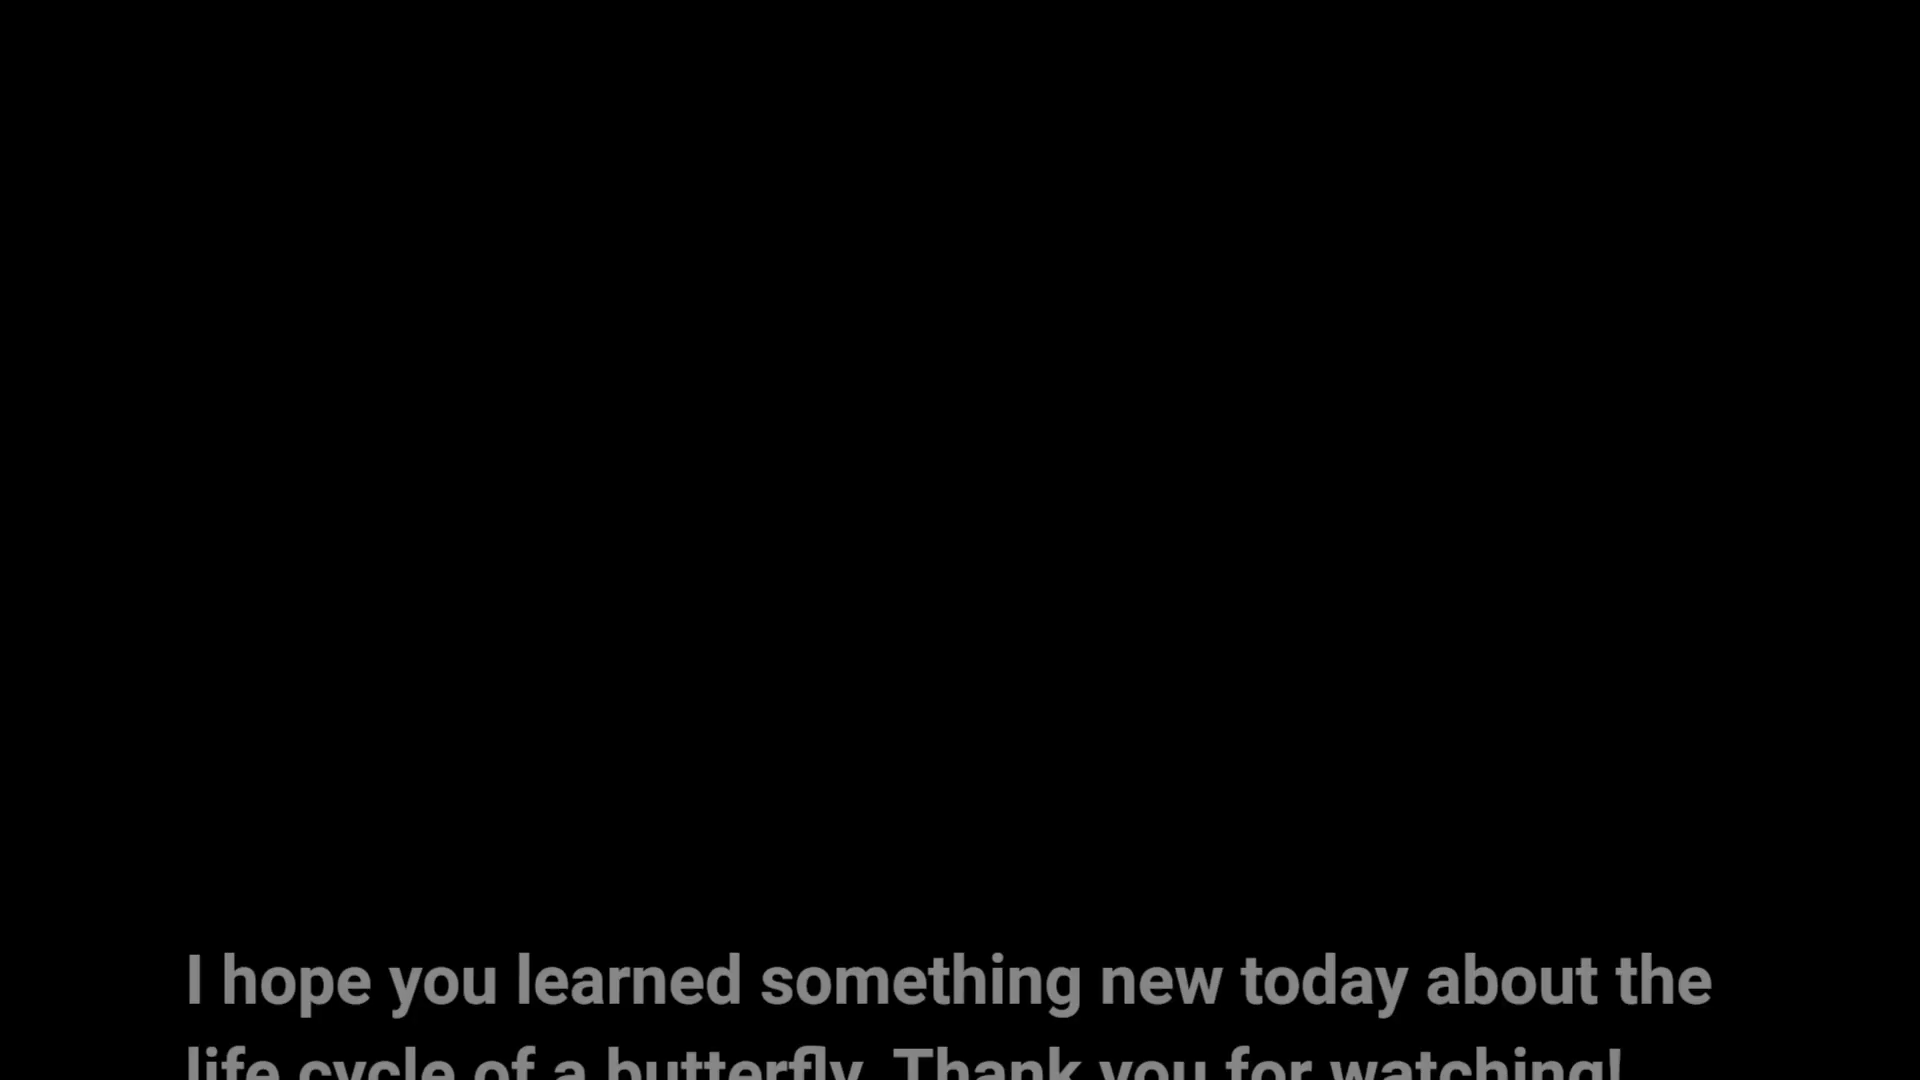 I hope you learned something new today about the
life cycle of a butterfly. Thank you for watching!